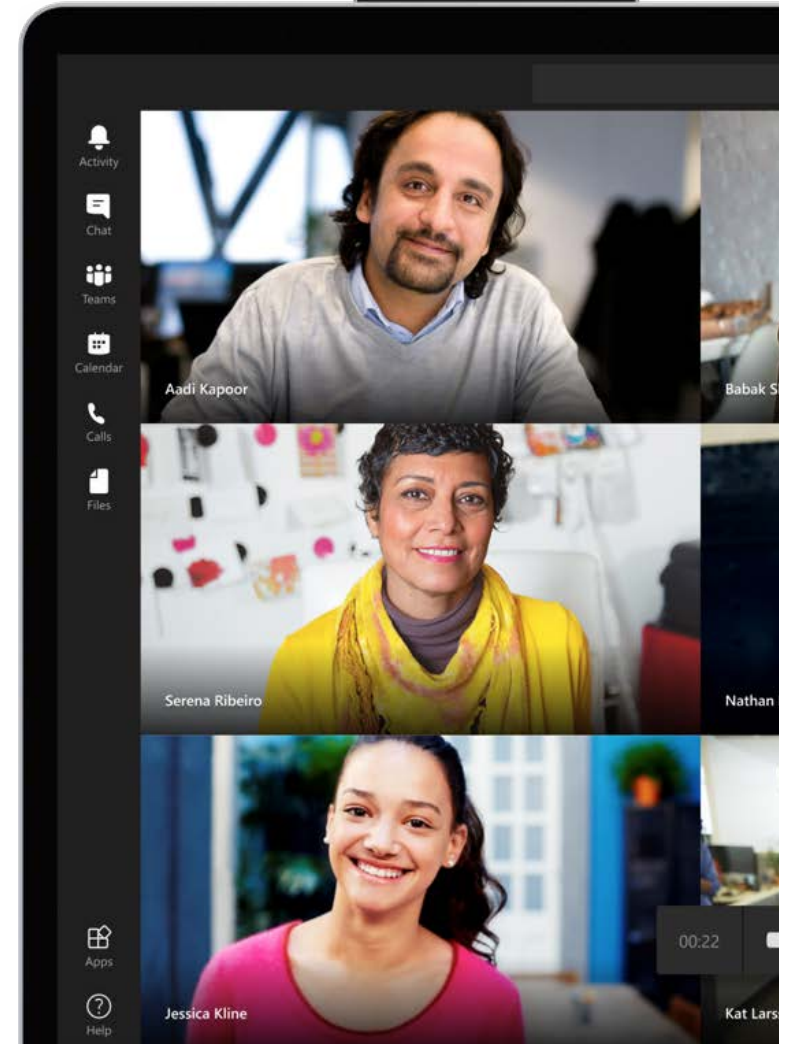 Activity
Chat
Teams
Calendar
Calls
Files
Apps
Help
Aadi Kapoor
Babak S
Serena Ribeiro
Nathan
Jessica Kline
00:22
Kat Lars